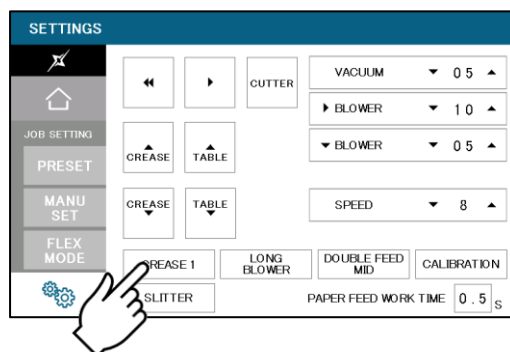 SETTINGS
◀◀ ▶ CUTTER
VACUUM ▼ 05 ▲
▶ BLOWER ▼ 10 ▲
▼ BLOWER ▼ 05 ▲
JOB SETTING
CREASE TABLE
PRESET
MANU SET
CREASE TABLE
SPEED ▼ 8 ▲
FLEX MODE
CREASE 1
LONG BLOWER
DOUBLE FEED MID
CALIBRATION
SLITTER
PAPER FEED WORK TIME 0.5 S